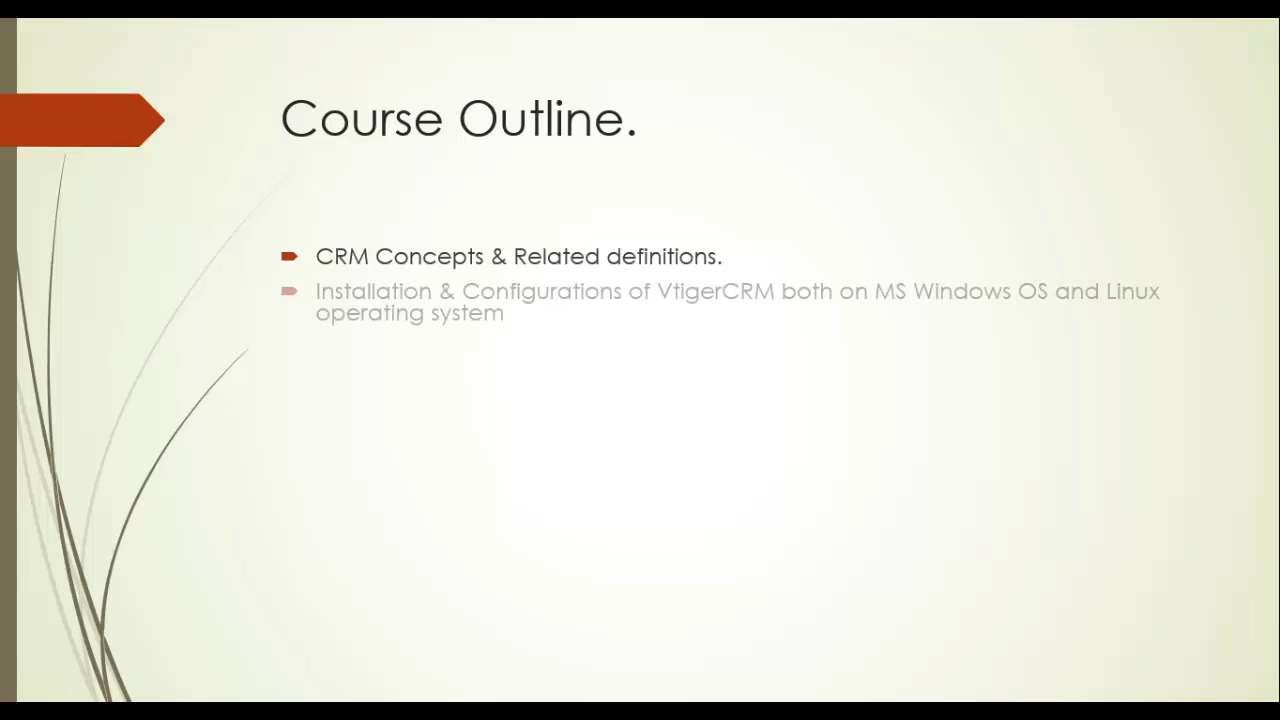 Course Outline.
CRM Concepts & Related definitions.
Installation & Configurations of VtigerCRM both on MS Windows OS and Linux
operating system